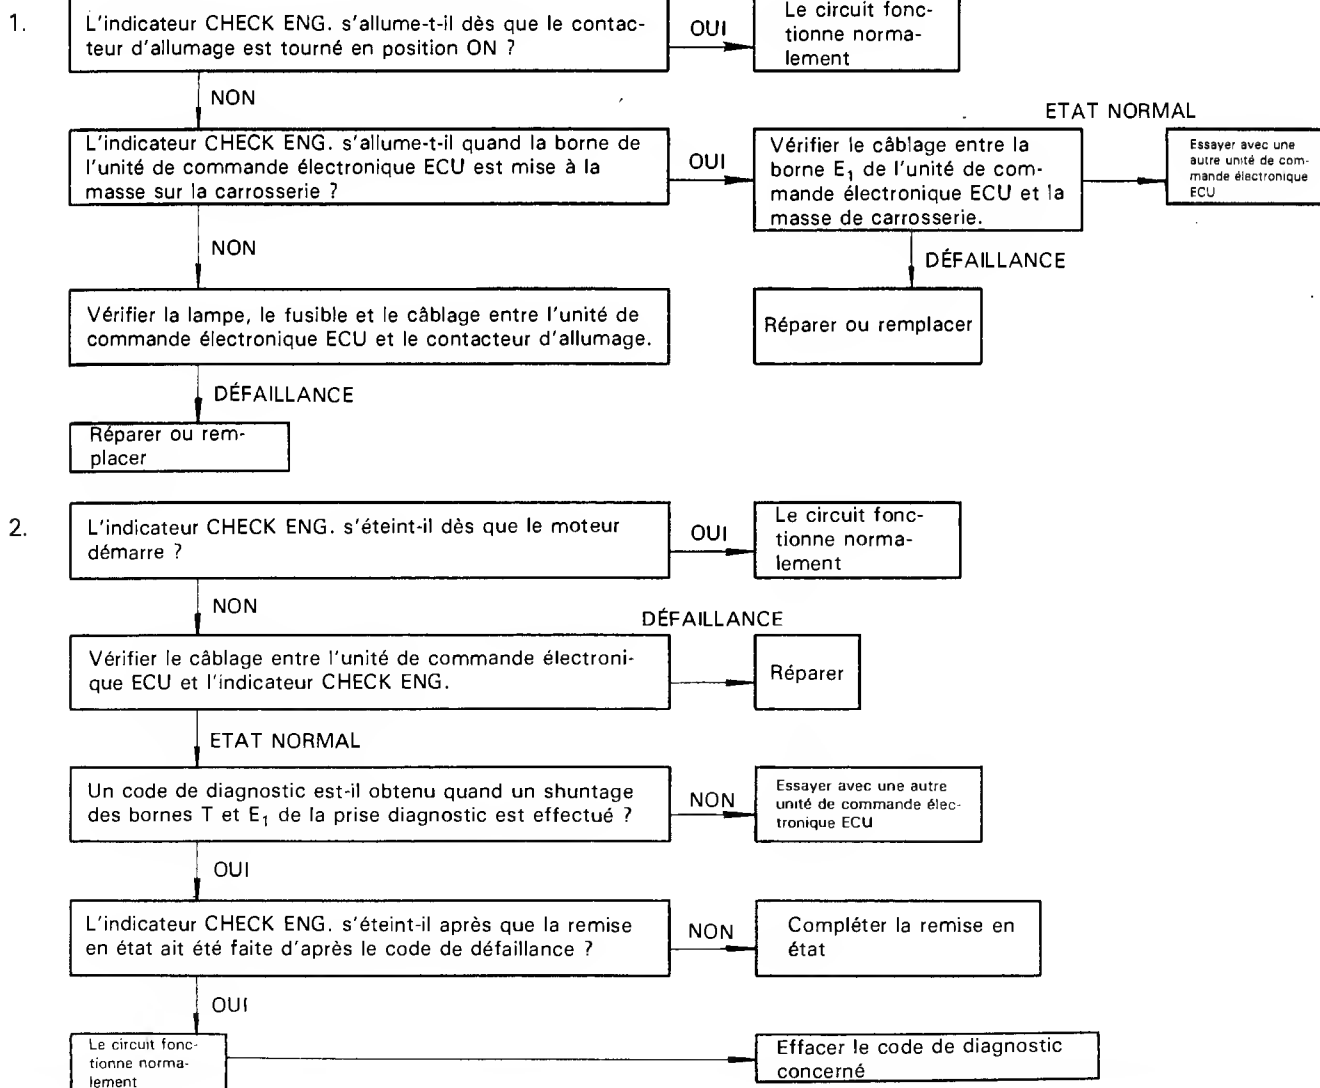 1.
L'indicateur CHECK ENG. s'allume-t-il dès que le contac-
teur d'allumage est tourné en position ON ?
OUI
Le circuit fonc-
tionne norma-
lement
NON
L'indicateur CHECK ENG. s'allume-t-il quand la borne de
l'unité de commande électronique ECU est mise à la
masse sur la carrosserie ?
OUI
Vérifier le câblage entre la
borne E₁ de l'unité de com-
mande électronique ECU et la
masse de carrosserie.
ETAT NORMAL
Essayer avec une
autre unité de com-
mande électronique
ECU
NON
DÉFAILLANCE
Vérifier la lampe, le fusible et le câblage entre l'unité de
commande électronique ECU et le contacteur d'allumage.
Réparer ou remplacer
DÉFAILLANCE
Réparer ou rem-
placer
2.
L'indicateur CHECK ENG. s'éteint-il dès que le moteur
démarre ?
OUI
Le circuit fonc-
tionne norma-
lement
NON
Vérifier le câblage entre l'unité de commande électroni-
que ECU et l'indicateur CHECK ENG.
DÉFAILLANCE
Réparer
ETAT NORMAL
Un code de diagnostic est-il obtenu quand un shuntage
des bornes T et E₁ de la prise diagnostic est effectué ?
NON
Essayer avec une autre
unité de commande élec-
tronique ECU
OUI
L'indicateur CHECK ENG. s'éteint-il après que la remise
en état ait été faite d'après le code de défaillance ?
NON
Compléter la remise en
état
OUI
Le circuit fonc-
tionne norma-
lement
Effacer le code de diagnostic
concerné